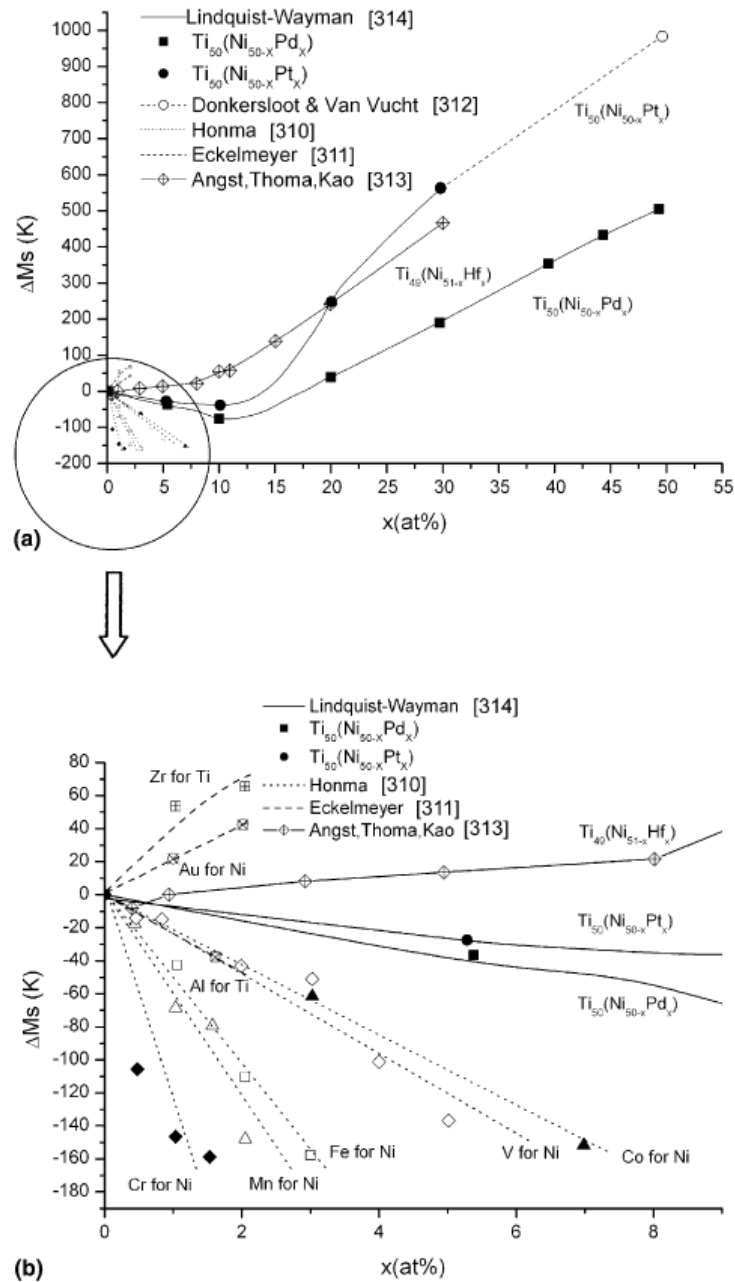 Lindquist-Wayman [314]
Ti50(Ni50-XPdX)
Ti50(Ni50-XPtX)
Donkersloot & Van Vucht [312]
Honma [310]
Eckelmeyer [311]
Angst,Thoma,Kao [313]
1000
900
800
700
600
500
400
300
200
100
0
-100
-200
ΔMs (K)
Ti50(Ni50-xPtx)
Ti49(Ni51-xHfx)
Ti50(Ni50-xPdx)
0 5 10 15 20 25 30 35 40 45 50 55
x(at%)
(a)
Lindquist-Wayman [314]
Ti50(Ni50-XPdX)
Ti50(Ni50-XPtX)
Honma [310]
Eckelmeyer [311]
Angst,Thoma,Kao [313]
80
60
40
20
0
-20
-40
-60
-80
-100
-120
-140
-160
-180
ΔMs (K)
Zr for Ti
Au for Ni
Ti49(Ni51-xHfx)
Ti50(Ni50-xPtx)
Al for Ti
Ti50(Ni50-xPdx)
Fe for Ni
V for Ni
Co for Ni
Mn for Ni
Cr for Ni
0 2 4 6 8
x(at%)
(b)